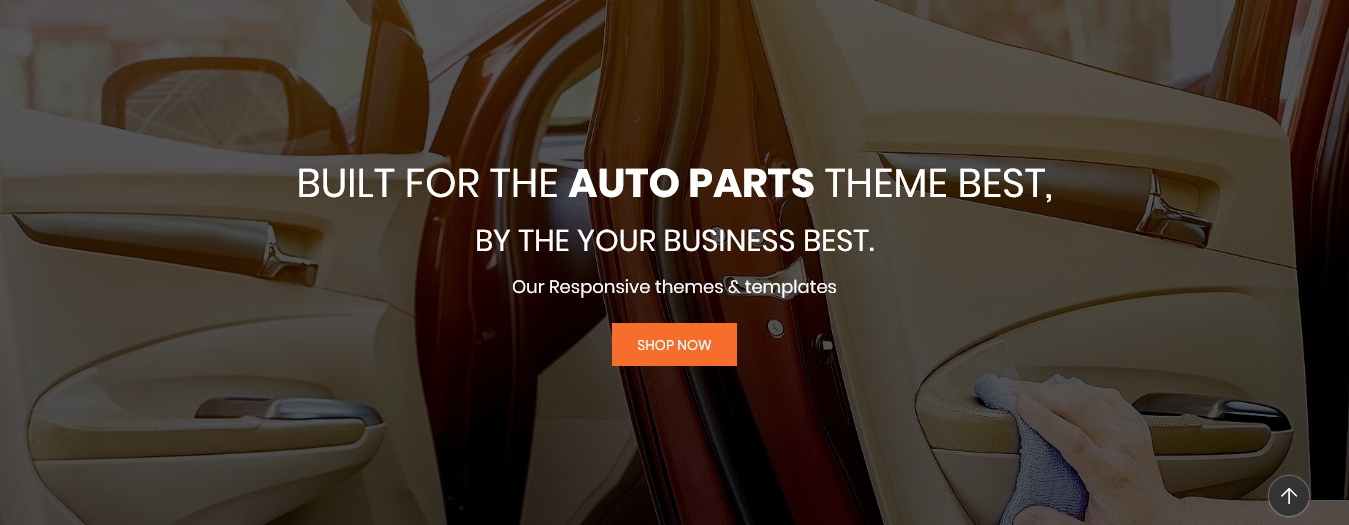 BUILT FOR THE AUTO PARTS THEME BEST,
BY THE YOUR BUSINESS BEST.
Our Responsive themes & templates
SHOP NOW